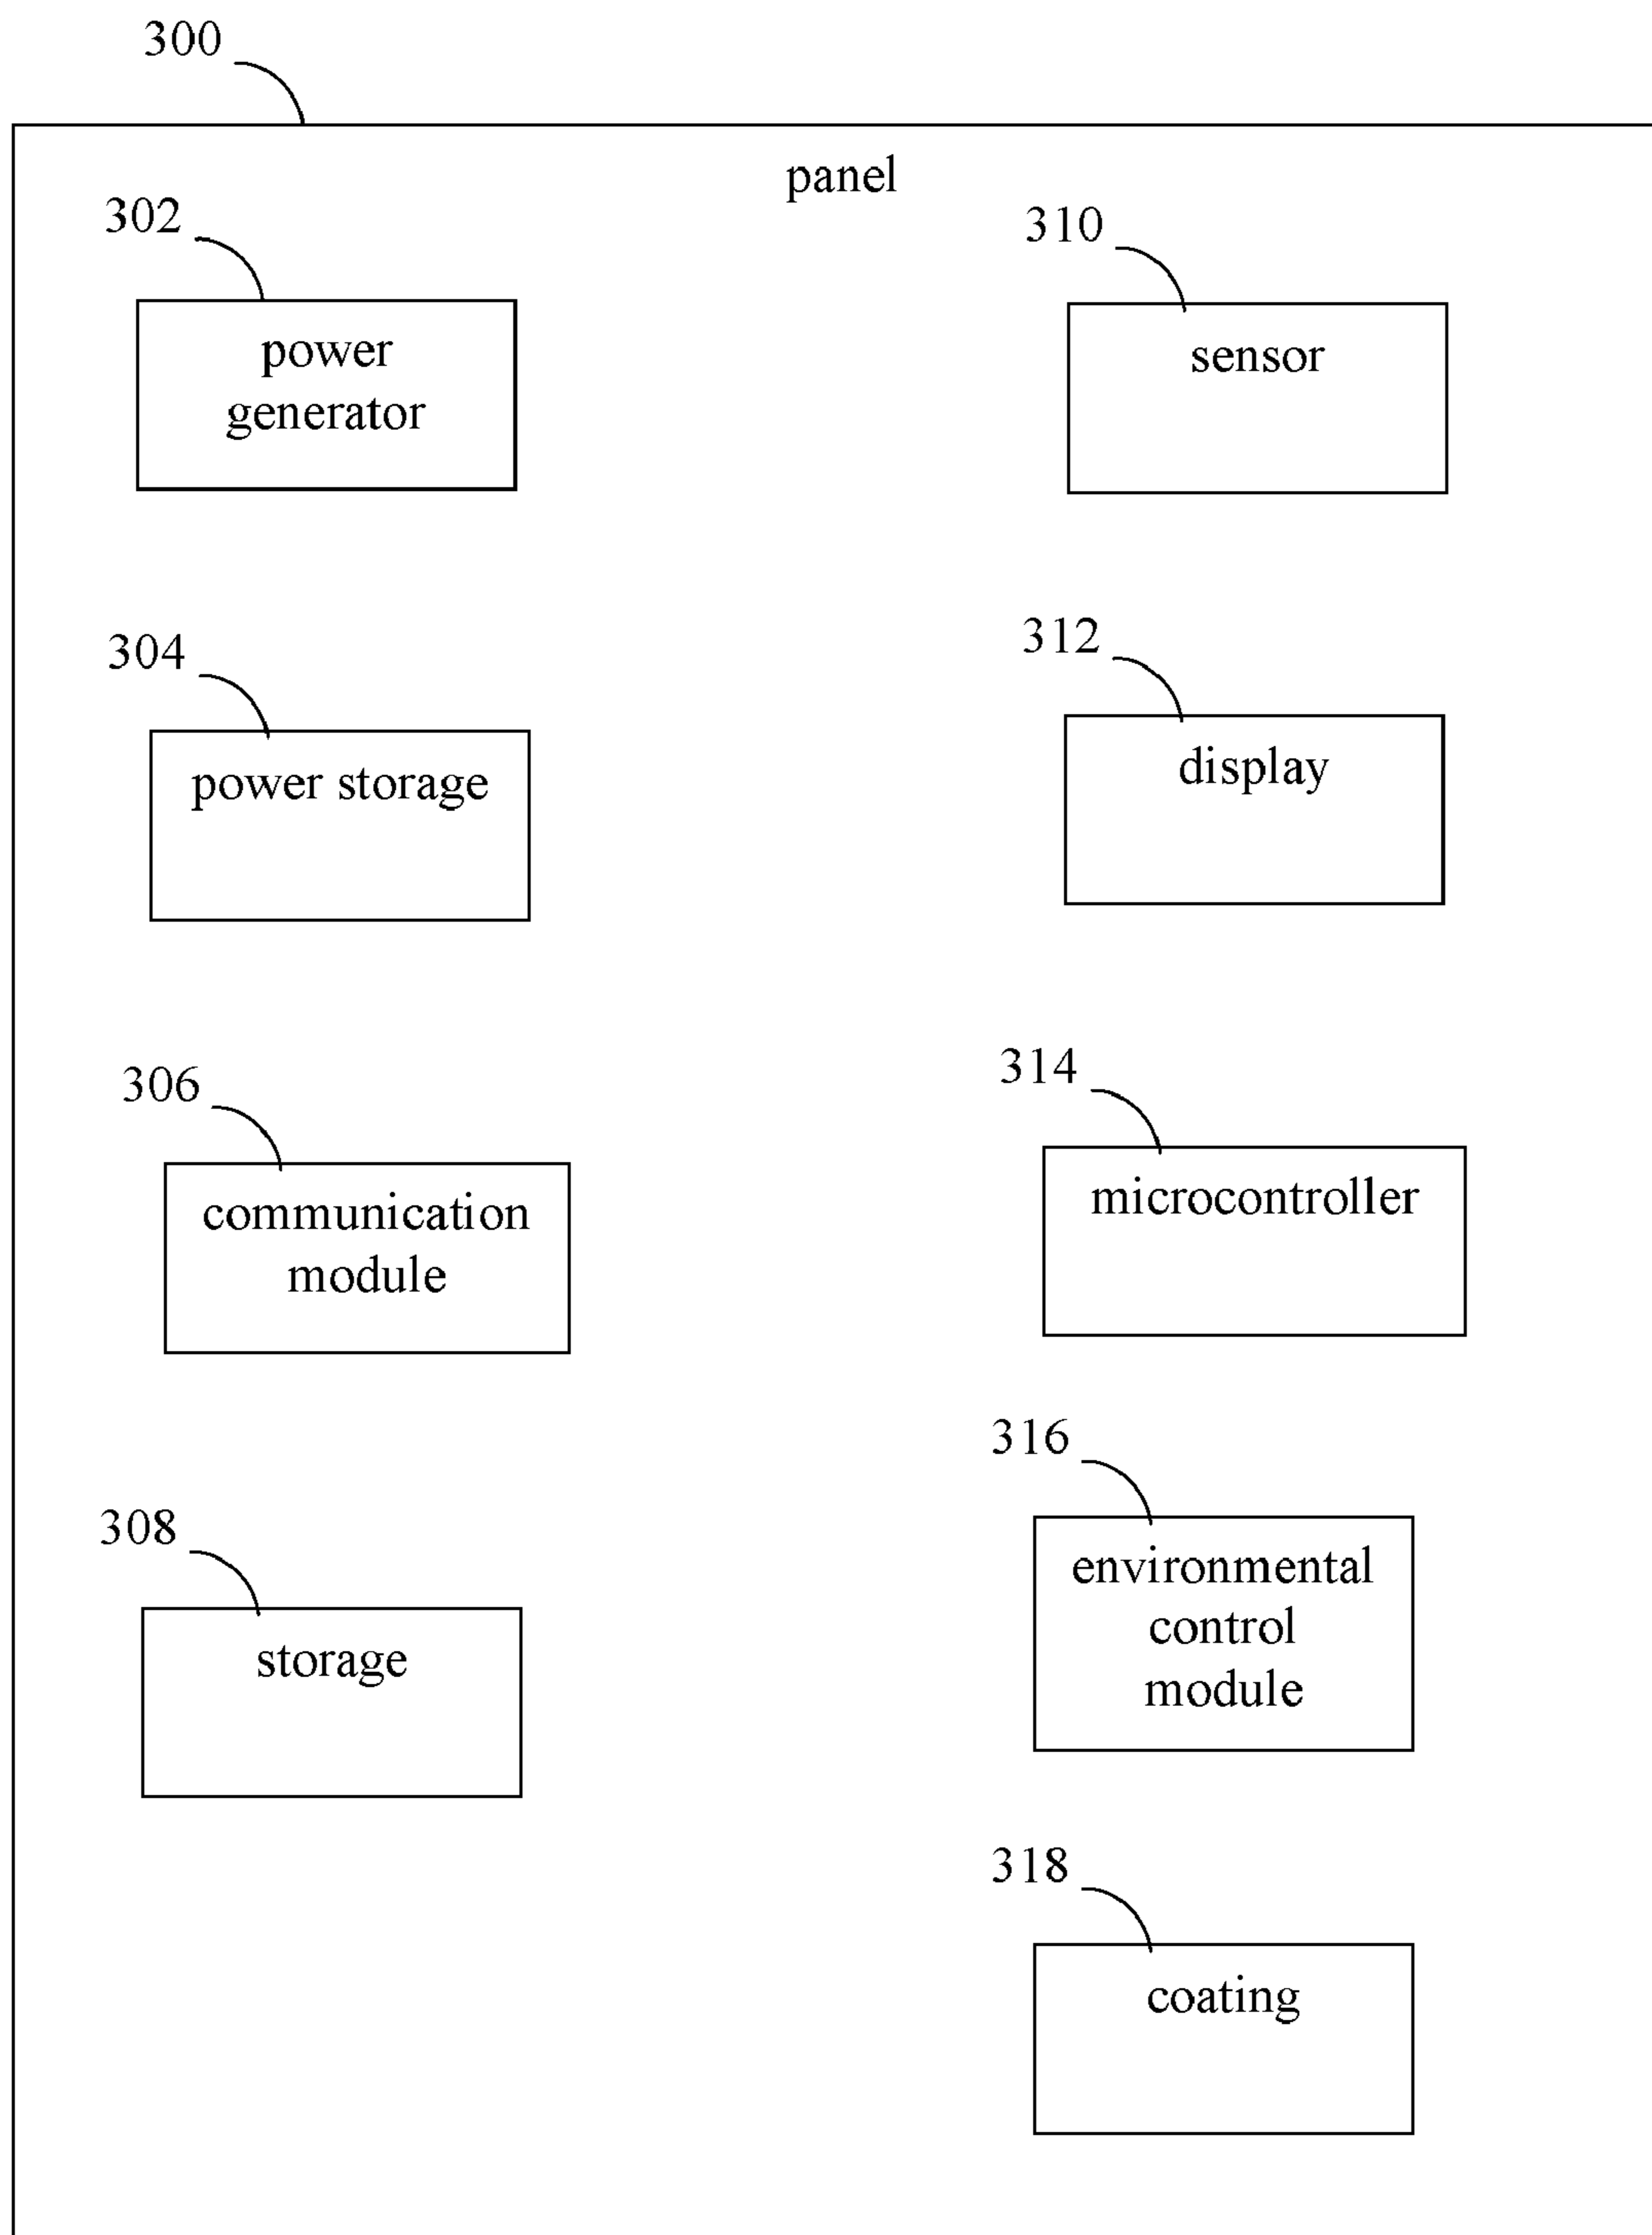 300
panel
302
power
generator
304
power storage
306
communication
module
308
storage
310
sensor
312
display
314
microcontroller
316
environmental
control
module
318
coating